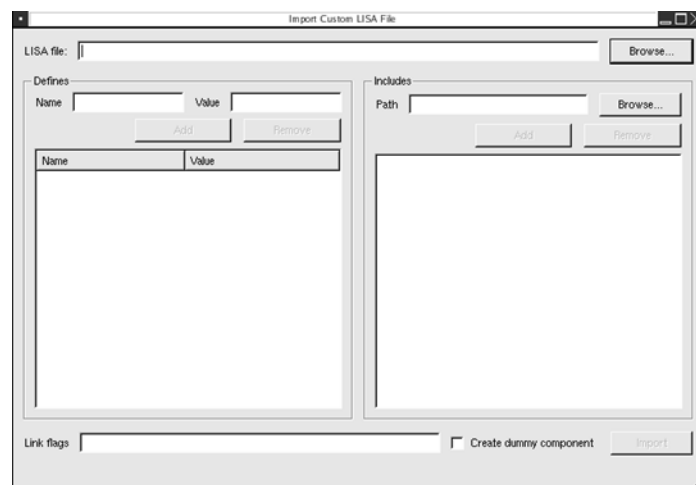 Import Custom LISA File
LISA file: Browse...
Defines
Name Value
Add Remove
Name Value
Includes
Path Browse...
Add Remove
Link flags Create dummy component Import